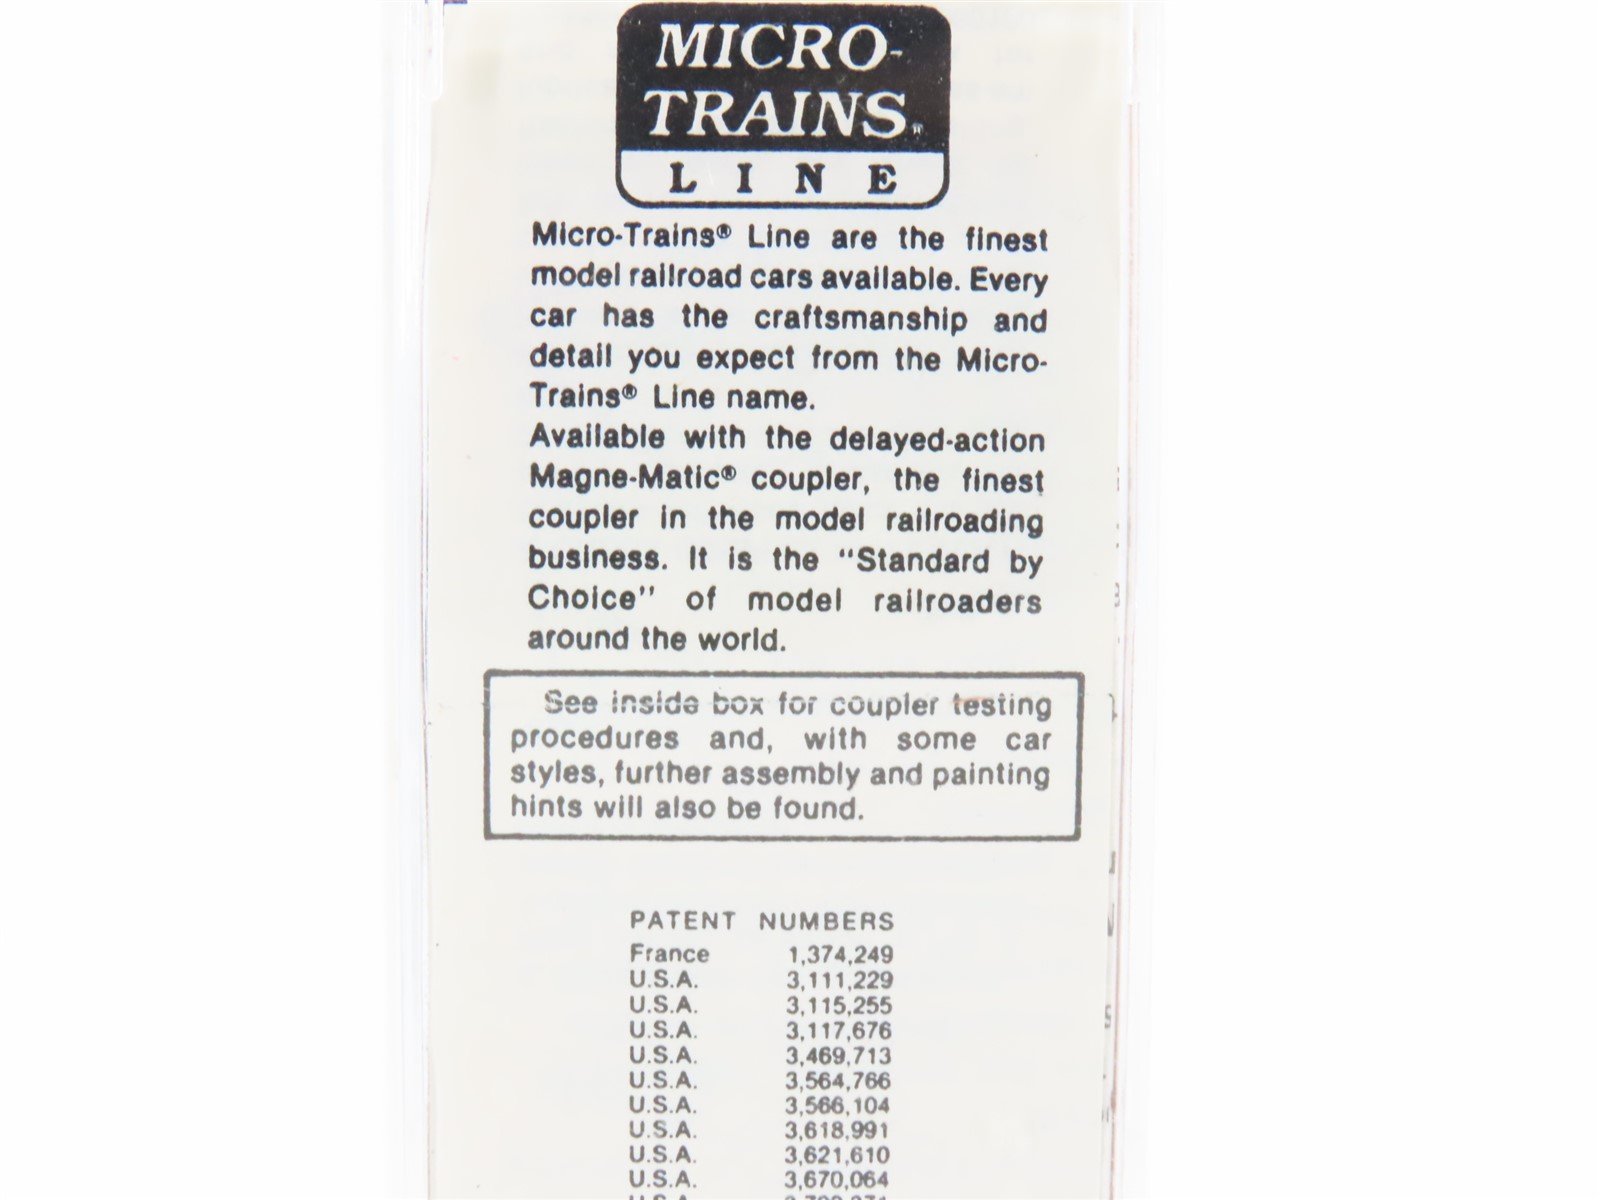 MICRO-
TRAINS®
LINE
Micro-Trains® Line are the finest
model railroad cars available. Every
car has the craftsmanship and
detail you expect from the Micro-
Trains® Line name.
Available with the delayed-action
Magne-Matic® coupler, the finest
coupler in the model railroading
business. It is the “Standard by
Choice” of model railroaders
around the world.
See inside box for coupler testing
procedures and, with some car
styles, further assembly and painting
hints will also be found.
PATENT NUMBERS
France 1,374,249
U.S.A. 3,111,229
U.S.A. 3,115,255
U.S.A. 3,117,676
U.S.A. 3,469,713
U.S.A. 3,564,766
U.S.A. 3,566,104
U.S.A. 3,618,991
U.S.A. 3,621,610
U.S.A. 3,670,064
U.S.A.